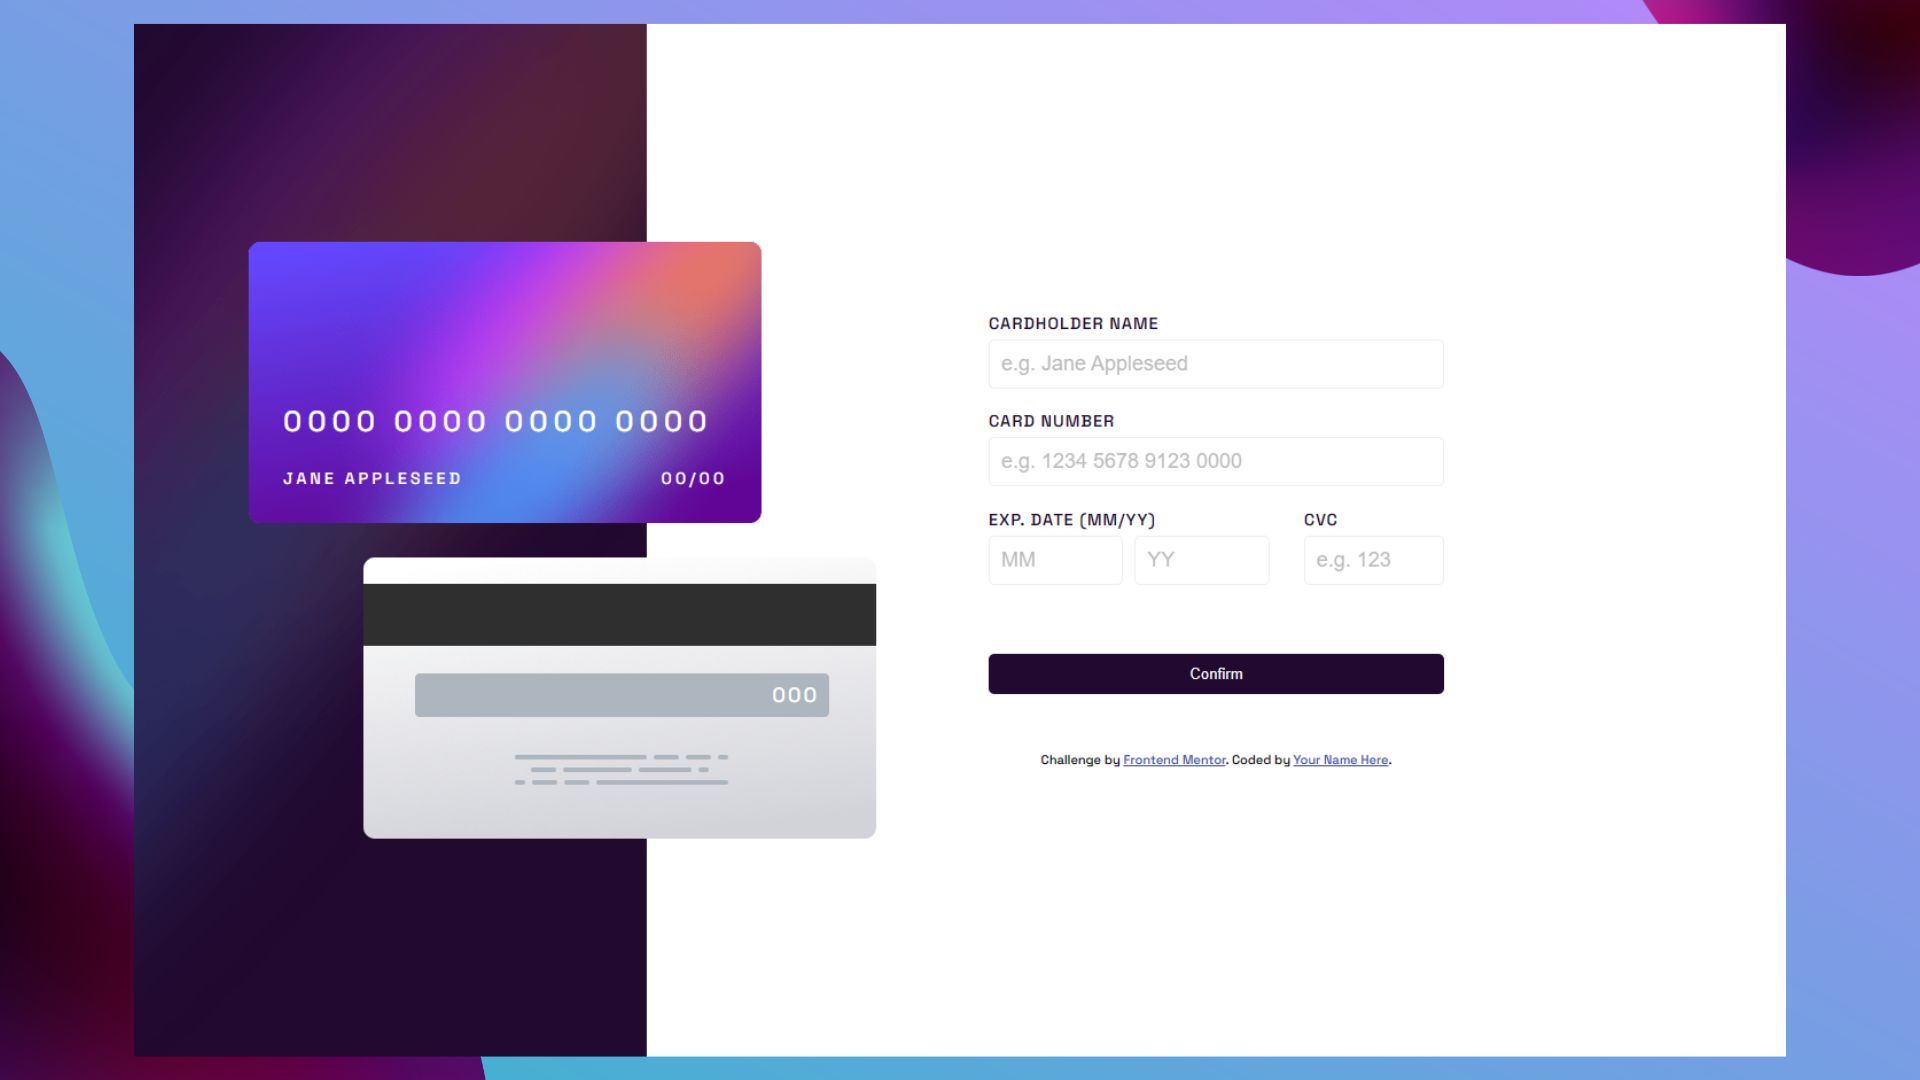 0000 0000 0000 0000
JANE APPLESEED 00/00
000
CARDHOLDER NAME
e.g. Jane Appleseed
CARD NUMBER
e.g. 1234 5678 9123 0000
EXP. DATE (MM/YY) CVC
MM YY e.g. 123
Confirm
Challenge by Frontend Mentor. Coded by Your Name Here.